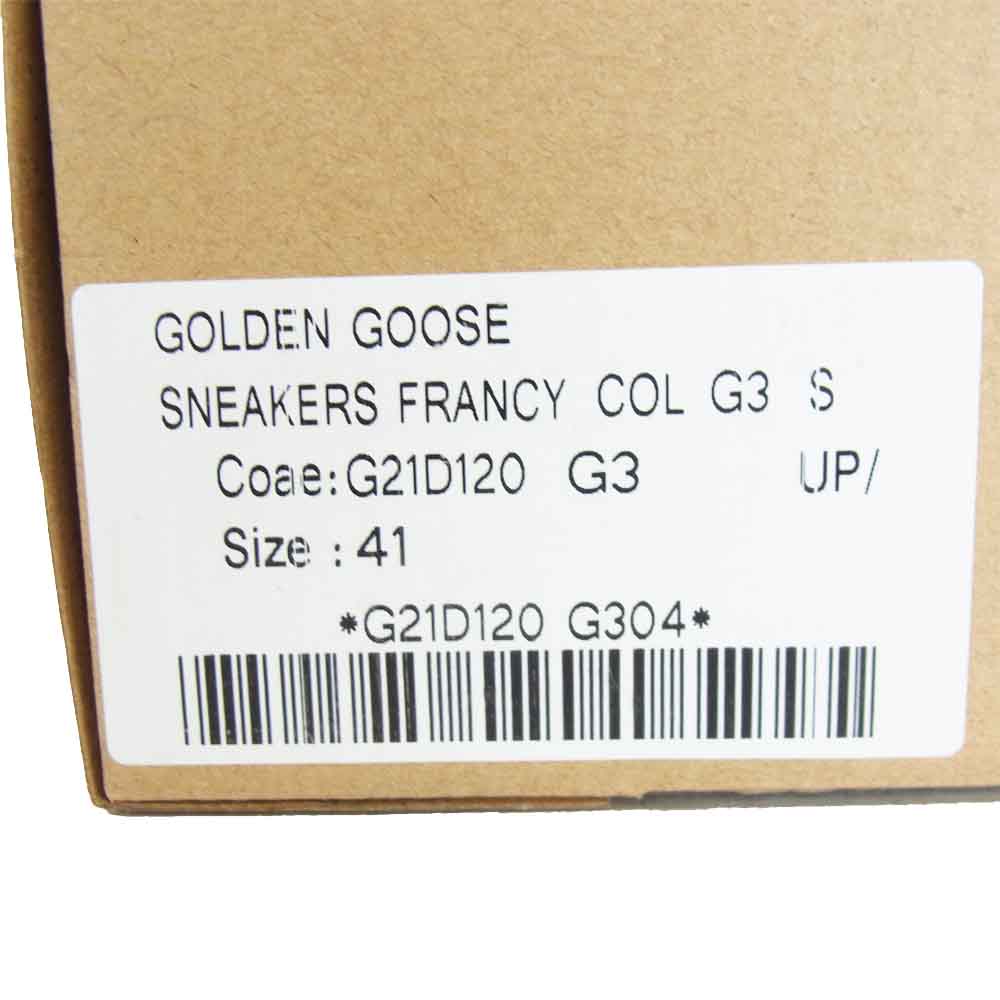 GOLDEN GOOSE
SNEAKERS FRANCY COL G3 S
Coae:G21D120 G3 UP/
Size : 41
*G21D120 G304*